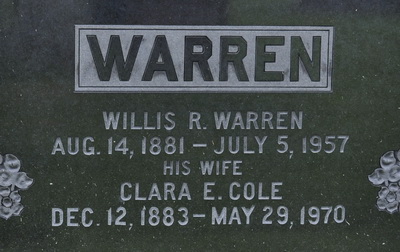 WARREN
WILLIS R. WARREN
AUG. 14, 1881 — JULY 5, 1957
HIS WIFE
CLARA E. COLE
DEC. 12, 1883 — MAY 29, 1970